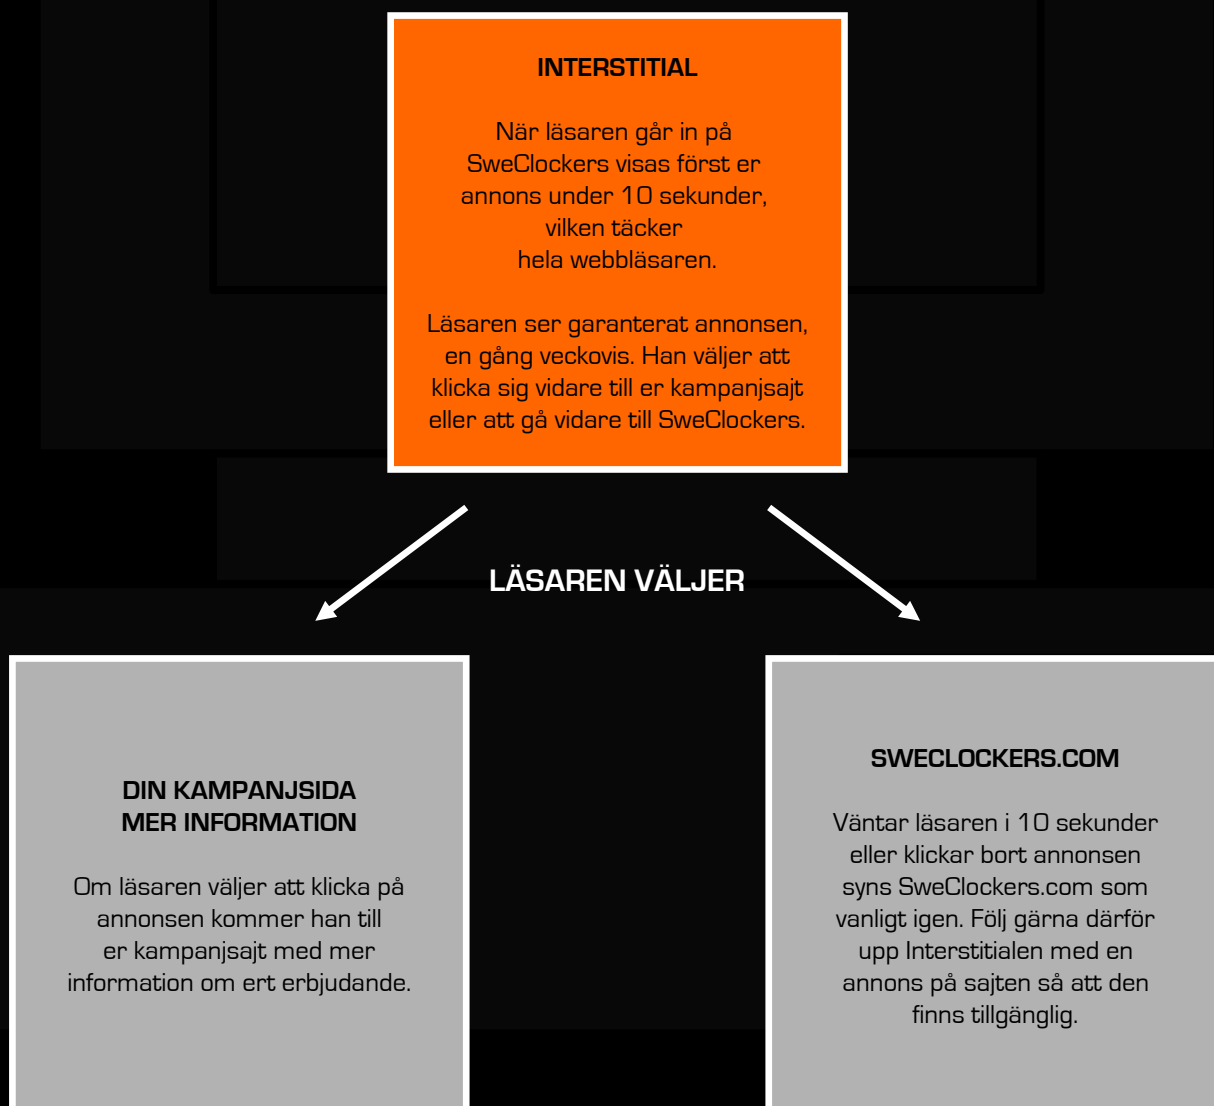 INTERSTITIAL
När läsaren går in på
SweClockers visas först er
annons under 10 sekunder,
vilken täcker
hela webbläsaren.
Läsaren ser garanterat annonsen,
en gång veckovis. Han väljer att
klicka sig vidare till er kampanjsajt
eller att gå vidare till SweClockers.
LÄSAREN VÄLJER
DIN KAMPANJSIDA
MER INFORMATION
Om läsaren väljer att klicka på
annonsen kommer han till
er kampanjsajt med mer
information om ert erbjudande.
SWECLOCKERS.COM
Väntar läsaren i 10 sekunder
eller klickar bort annonsen
syns SweClockers.com som
vanligt igen. Följ gärna därför
upp Interstitialen med en
annons på sajten så att den
finns tillgänglig.